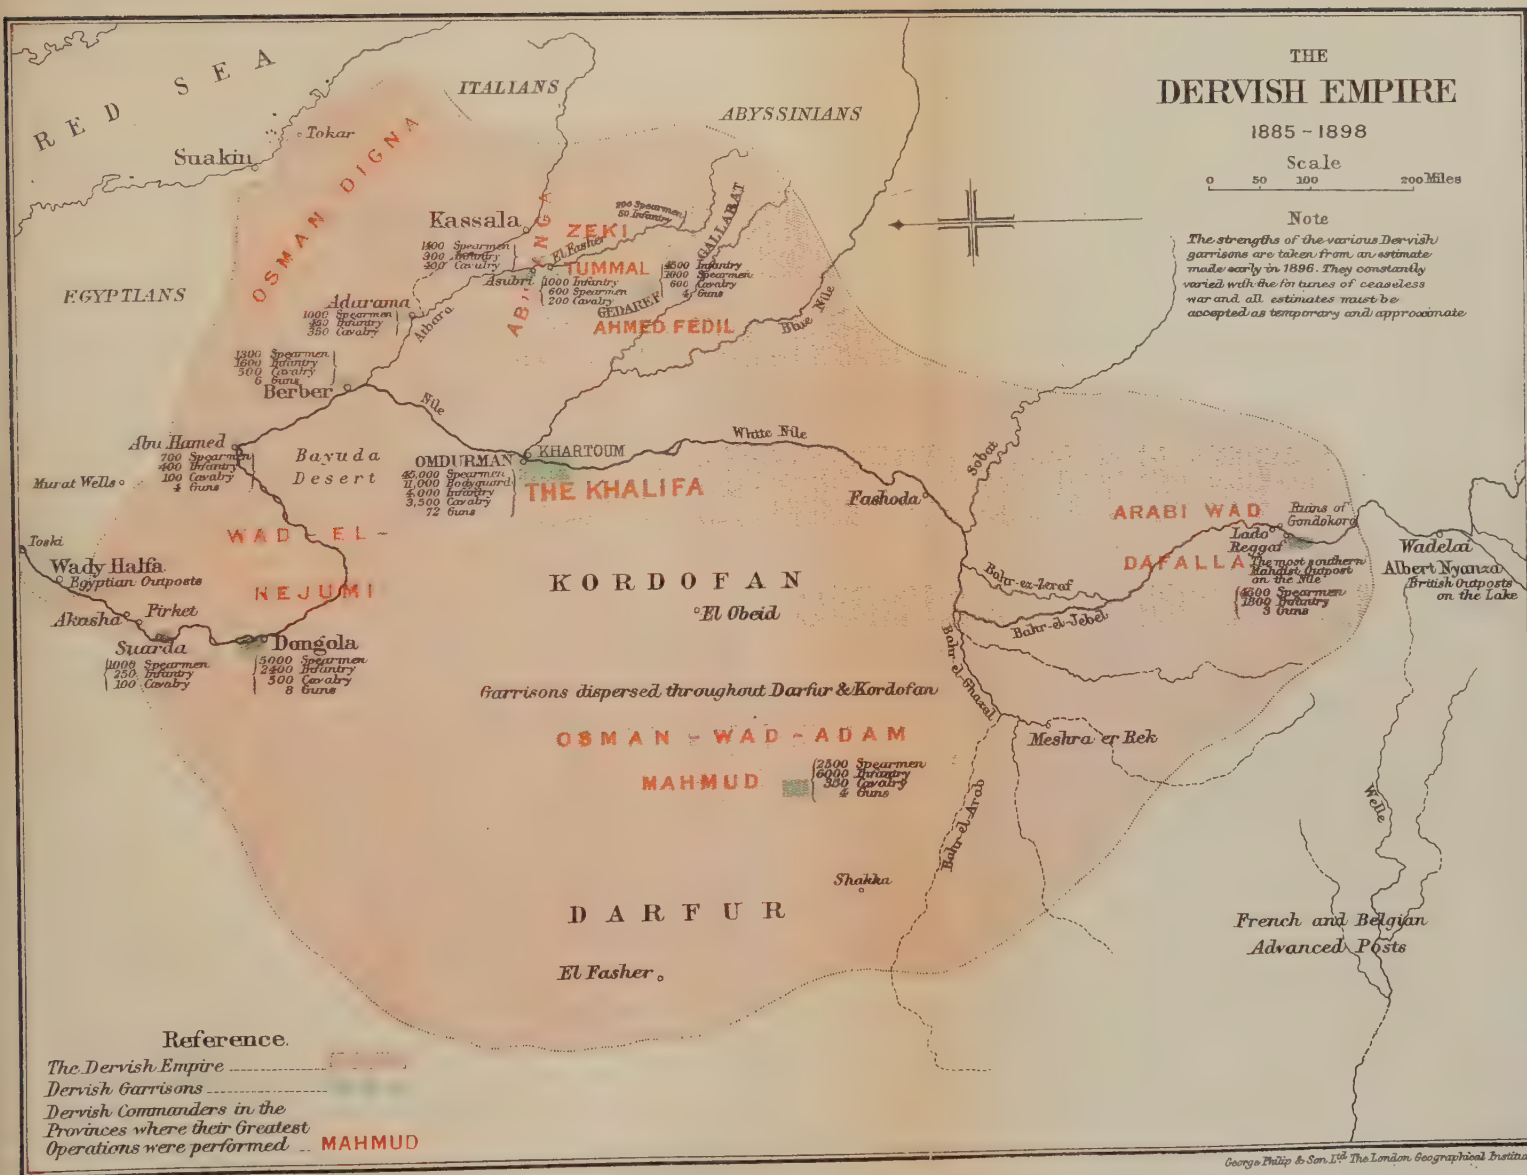 THE
DERVISH EMPIRE
1885 - 1898
Scale
0 50 100 200 Miles
Note
The strengths of the various Dervish
garrisons are taken from an estimate
made early in 1896. They constantly
varied with the fortunes of ceaseless
war and all estimates must be
accepted as temporary and approximate
RED SEA
ITALIANS
ABYSSINIANS
EGYPTIANS
Tokar
Suakin
OSMAN DIGNA
Kassala
1400 Spearmen
300 Infantry
400 Cavalry
ZEKI
200 Spearmen
50 Infantry
El Fasher
TUMMAL
Asubri
1000 Infantry
600 Spearmen
200 Cavalry
GALLABAT
4500 Infantry
1000 Spearmen
600 Cavalry
4 Guns
GEDAREF
AHMED FEDIL
Blue Nile
Adarama
1000 Spearmen
450 Infantry
350 Cavalry
Atbara
1300 Spearmen
1600 Infantry
500 Cavalry
6 Guns
Berber
Nile
Abu Hamed
700 Spearmen
400 Infantry
100 Cavalry
4 Guns
Murat Wells
Bayuda
Desert
OMDURMAN
KHARTOUM
45,000 Spearmen
11,000 Bodyguard
4,000 Infantry
3,500 Cavalry
72 Guns
THE KHALIFA
White Nile
Fashoda
Sobat
ARABI WAD
DAFALLA
Ruins of
Gondokoro
Lado
Reggaf
The most southern
Mahdist Outpost
on the Nile
1800 Infantry
3 Guns
Wadelai
Albert Nyanza
British Outposts
on the Lake
Toski
Wady Halfa
Egyptian Outposts
Akasha
Firket
Suarda
1000 Spearmen
250 Infantry
100 Cavalry
Dongola
5000 Spearmen
2400 Infantry
500 Cavalry
8 Guns
WAD - EL -
NEJUMI
KORDOFAN
El Obeid
Bahr-ez-Zeraf
Bahr-el-Jebel
Bahr-el-Ghazal
Garrisons dispersed throughout Darfur & Kordofan
OSMAN - WAD - ADAM
MAHMUD
2500 Spearmen
6000 Infantry
350 Cavalry
4 Guns
Meshra er Rek
Bahr-el-Arab
Welle
Shakka
DARFUR
El Fasher
French and Belgian
Advanced Posts
Reference.
The Dervish Empire
Dervish Garrisons
Dervish Commanders in the
Provinces where their Greatest
Operations were performed .. MAHMUD
George Philip & Son Ltd. The London Geographical Institute